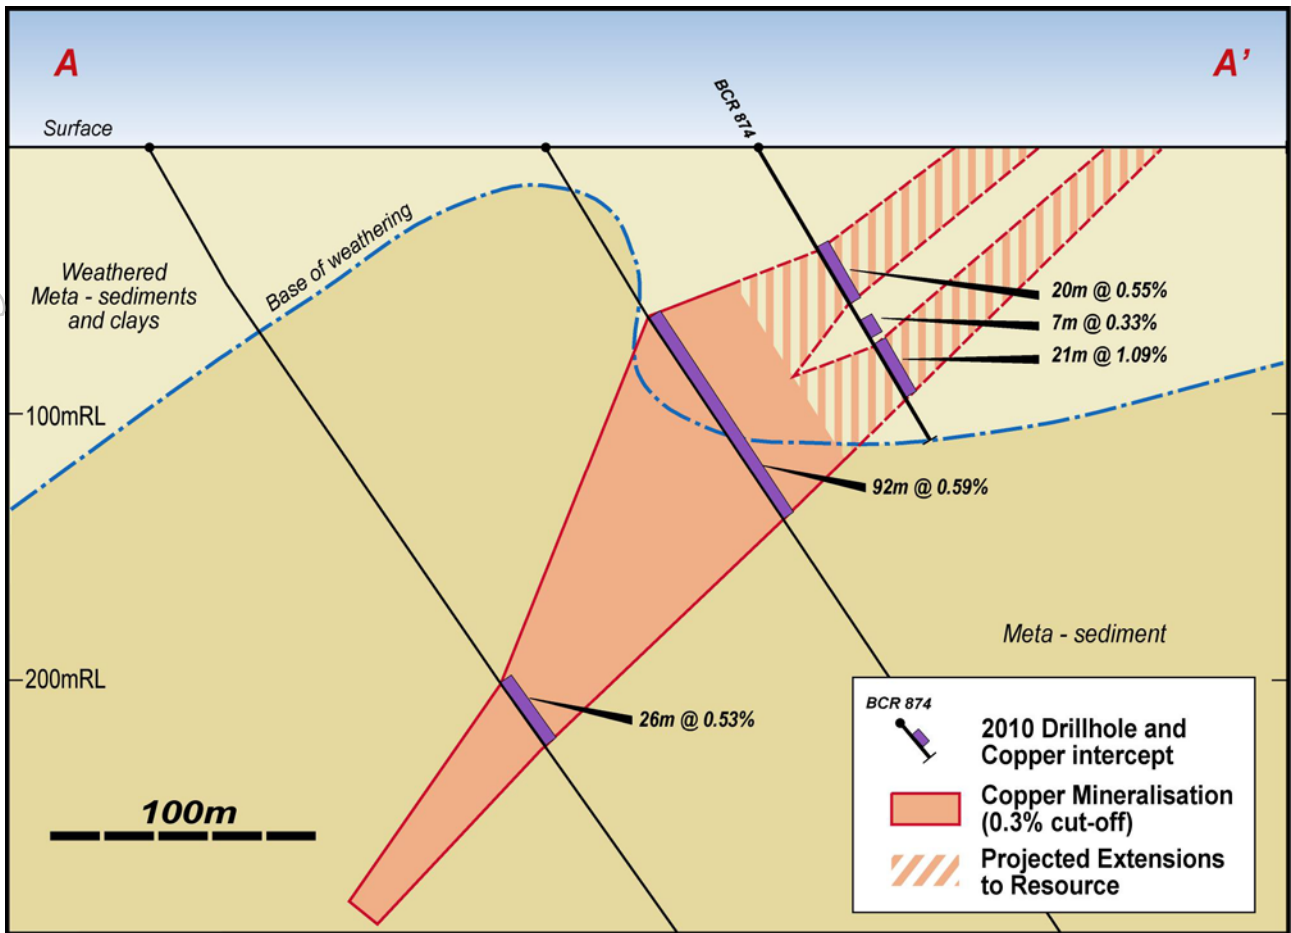 A
A’
BCR 874
Surface
Base of weathering
Weathered
Meta - sediments
and clays
20m @ 0.55%
7m @ 0.33%
21m @ 1.09%
100mRL
92m @ 0.59%
Meta - sediment
200mRL
26m @ 0.53%
100m
BCR 874
2010 Drillhole and
Copper intercept
Copper Mineralisation
(0.3% cut-off)
Projected Extensions
to Resource